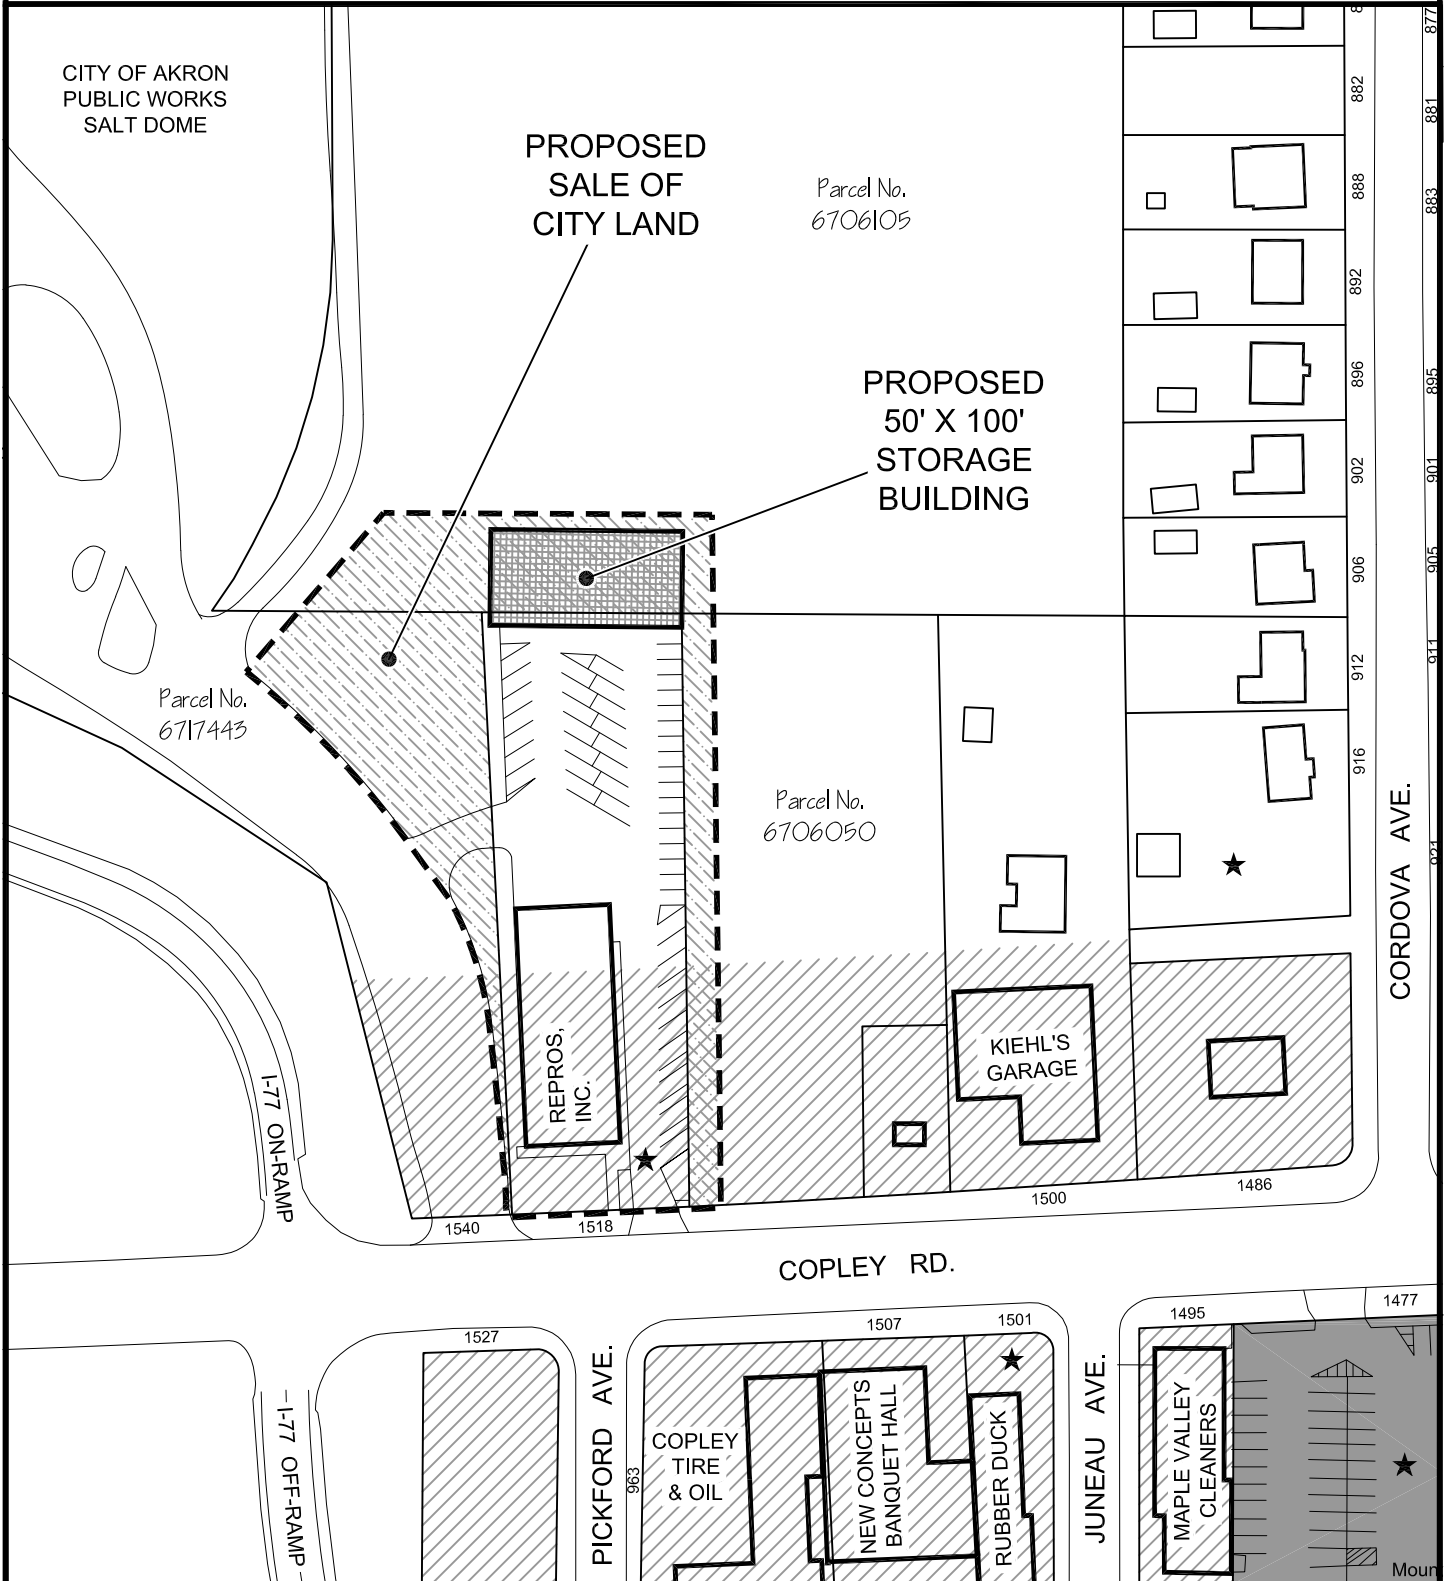 CITY OF AKRON
PUBLIC WORKS
SALT DOME
PROPOSED
SALE OF
CITY LAND
Parcel No.
6706105
PROPOSED
50' X 100'
STORAGE
BUILDING
882
888
892
896
902
906
912
916
877
881
883
895
901
905
911
921
CORDOVA AVE.
Parcel No.
6717443
Parcel No.
6706050
REPROS,
INC.
KIEHL'S
GARAGE
I-77 ON-RAMP
1540
1518
1500
1486
COPLEY RD.
1527
1507
1501
1495
1477
I-77 OFF-RAMP
PICKFORD AVE.
963
COPLEY
TIRE
& OIL
NEW CONCEPTS
BANQUET HALL
RUBBER DUCK
JUNEAU AVE.
MAPLE VALLEY
CLEANERS
Moun